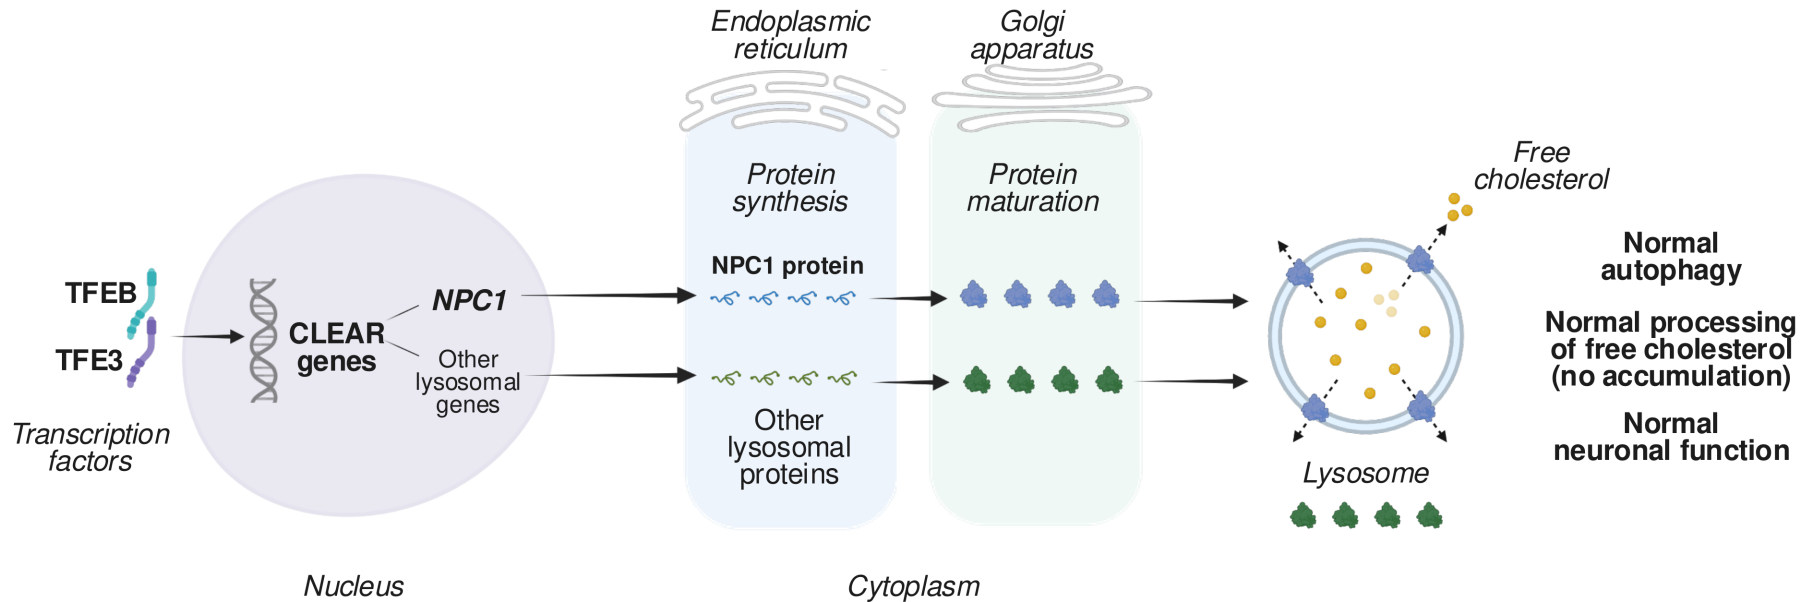 Endoplasmic
reticulum
Golgi
apparatus
Protein
synthesis
Protein
maturation
Free
cholesterol
TFEB
TFE3
Transcription
factors
CLEAR
genes
NPC1
Other
lysosomal
genes
NPC1 protein
Other
lysosomal
proteins
Lysosome
Normal
autophagy
Normal processing
of free cholesterol
(no accumulation)
Normal
neuronal function
Nucleus
Cytoplasm